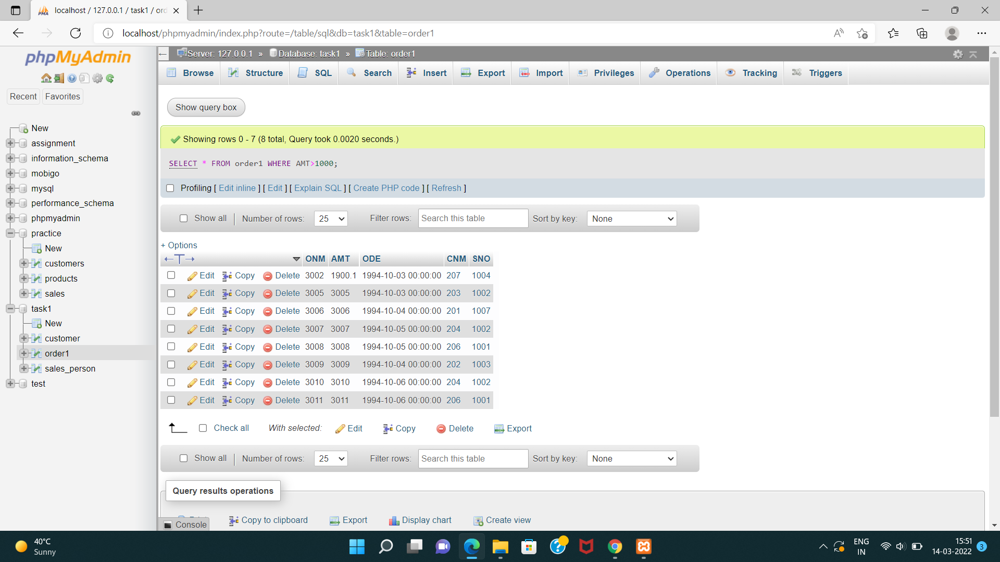 localhost / 127.0.0.1 / task1 / ord
localhost/phpmyadmin/index.php?route=/table/sql&db=task1&table=order1
phpMyAdmin
Recent Favorites
New
assignment
information_schema
mobigo
mysql
performance_schema
phpmyadmin
practice
New
customers
products
sales
task1
New
customer
order1
sales_person
test
Server: 127.0.0.1 » Database: task1 » Table: order1
Browse Structure SQL Search Insert Export Import Privileges Operations Tracking Triggers
Show query box
Showing rows 0 - 7 (8 total, Query took 0.0020 seconds.)
SELECT * FROM order1 WHERE AMT>1000;
Profiling [ Edit inline ] [ Edit ] [ Explain SQL ] [ Create PHP code ] [ Refresh ]
Show all Number of rows: 25 Filter rows: Search this table Sort by key: None
+ Options
←T→ ONM AMT ODE CNM SNO
Edit Copy Delete 3002 1900.1 1994-10-03 00:00:00 207 1004
Edit Copy Delete 3005 3005 1994-10-03 00:00:00 203 1002
Edit Copy Delete 3006 3006 1994-10-04 00:00:00 201 1007
Edit Copy Delete 3007 3007 1994-10-05 00:00:00 204 1002
Edit Copy Delete 3008 3008 1994-10-05 00:00:00 206 1001
Edit Copy Delete 3009 3009 1994-10-04 00:00:00 202 1003
Edit Copy Delete 3010 3010 1994-10-06 00:00:00 204 1002
Edit Copy Delete 3011 3011 1994-10-06 00:00:00 206 1001
Check all With selected: Edit Copy Delete Export
Show all Number of rows: 25 Filter rows: Search this table Sort by key: None
Query results operations
Copy to clipboard Export Display chart Create view
Console
40°C
Sunny
ENG
IN
15:51
14-03-2022
3